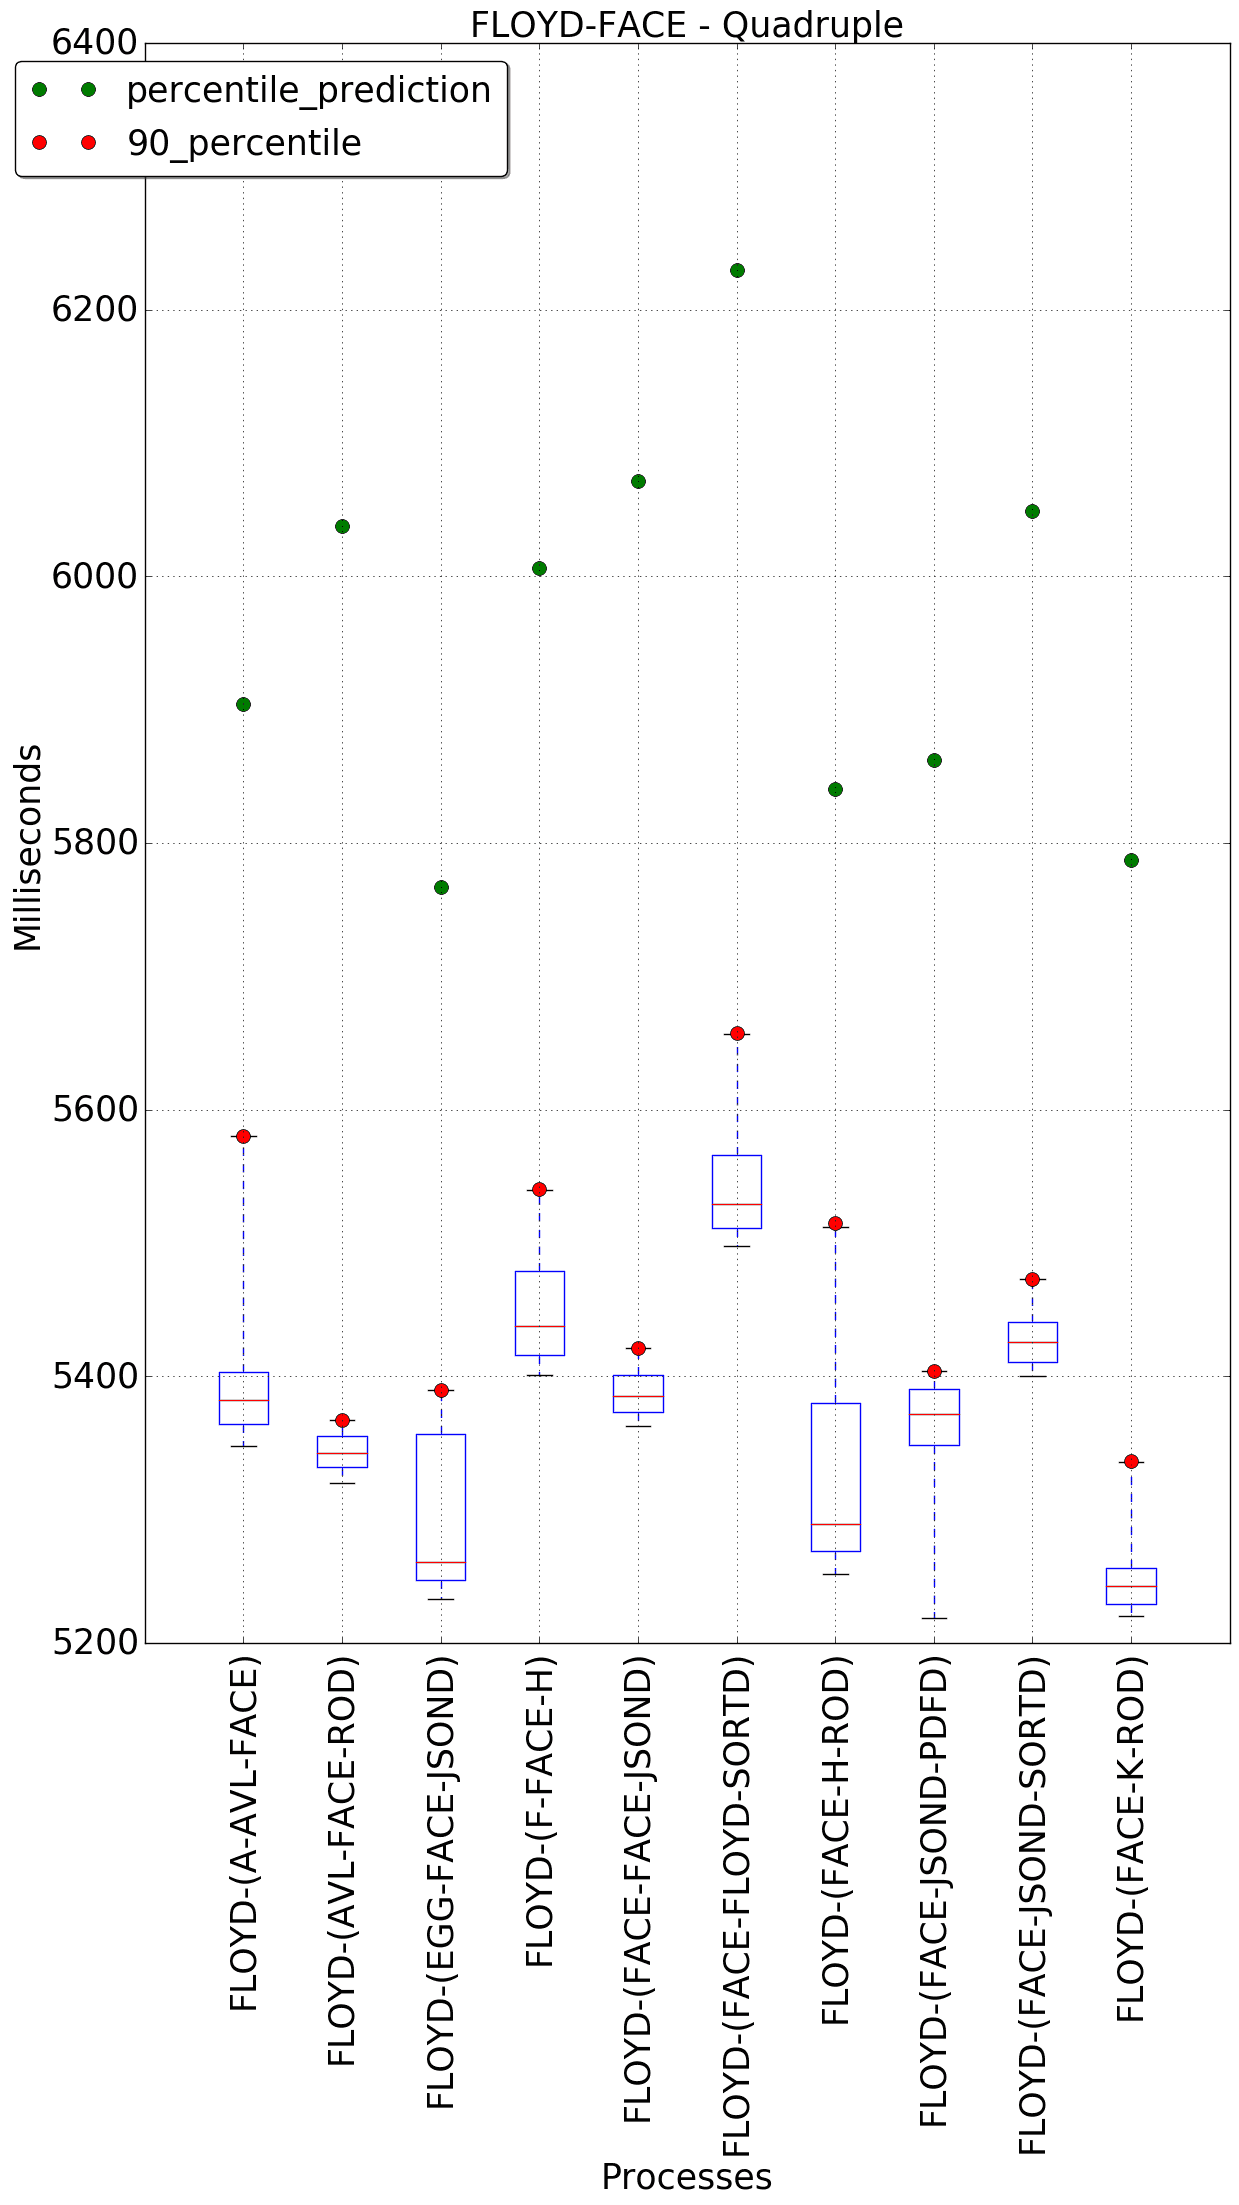 FLOYD-FACE - Quadruple
percentile_prediction
90_percentile
6400
6200
6000
5800
5600
5400
5200
Milliseconds
FLOYD-(A-AVL-FACE)
FLOYD-(AVL-FACE-ROD)
FLOYD-(EGG-FACE-JSOND)
FLOYD-(F-FACE-H)
FLOYD-(FACE-FACE-JSOND)
FLOYD-(FACE-FLOYD-SORTD)
FLOYD-(FACE-H-ROD)
FLOYD-(FACE-JSOND-PDFD)
FLOYD-(FACE-JSOND-SORTD)
FLOYD-(FACE-K-ROD)
Processes